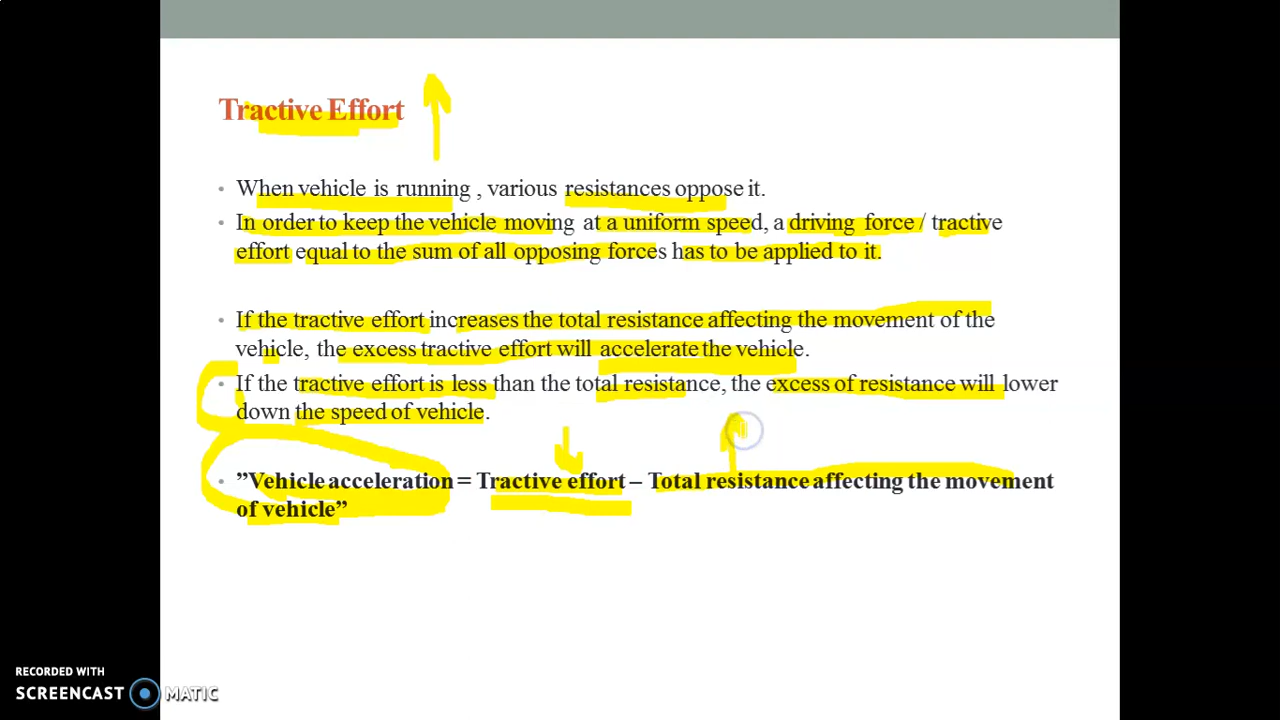 Tractive Effort
• When vehicle is running , various resistances oppose it.
• In order to keep the vehicle moving at a uniform speed, a driving force / tractive
effort equal to the sum of all opposing forces has to be applied to it.
• If the tractive effort increases the total resistance affecting the movement of the
vehicle, the excess tractive effort will accelerate the vehicle.
• If the tractive effort is less than the total resistance, the excess of resistance will lower
down the speed of vehicle.
• ”Vehicle acceleration = Tractive effort – Total resistance affecting the movement
of vehicle”
RECORDED WITH
SCREENCAST MATIC